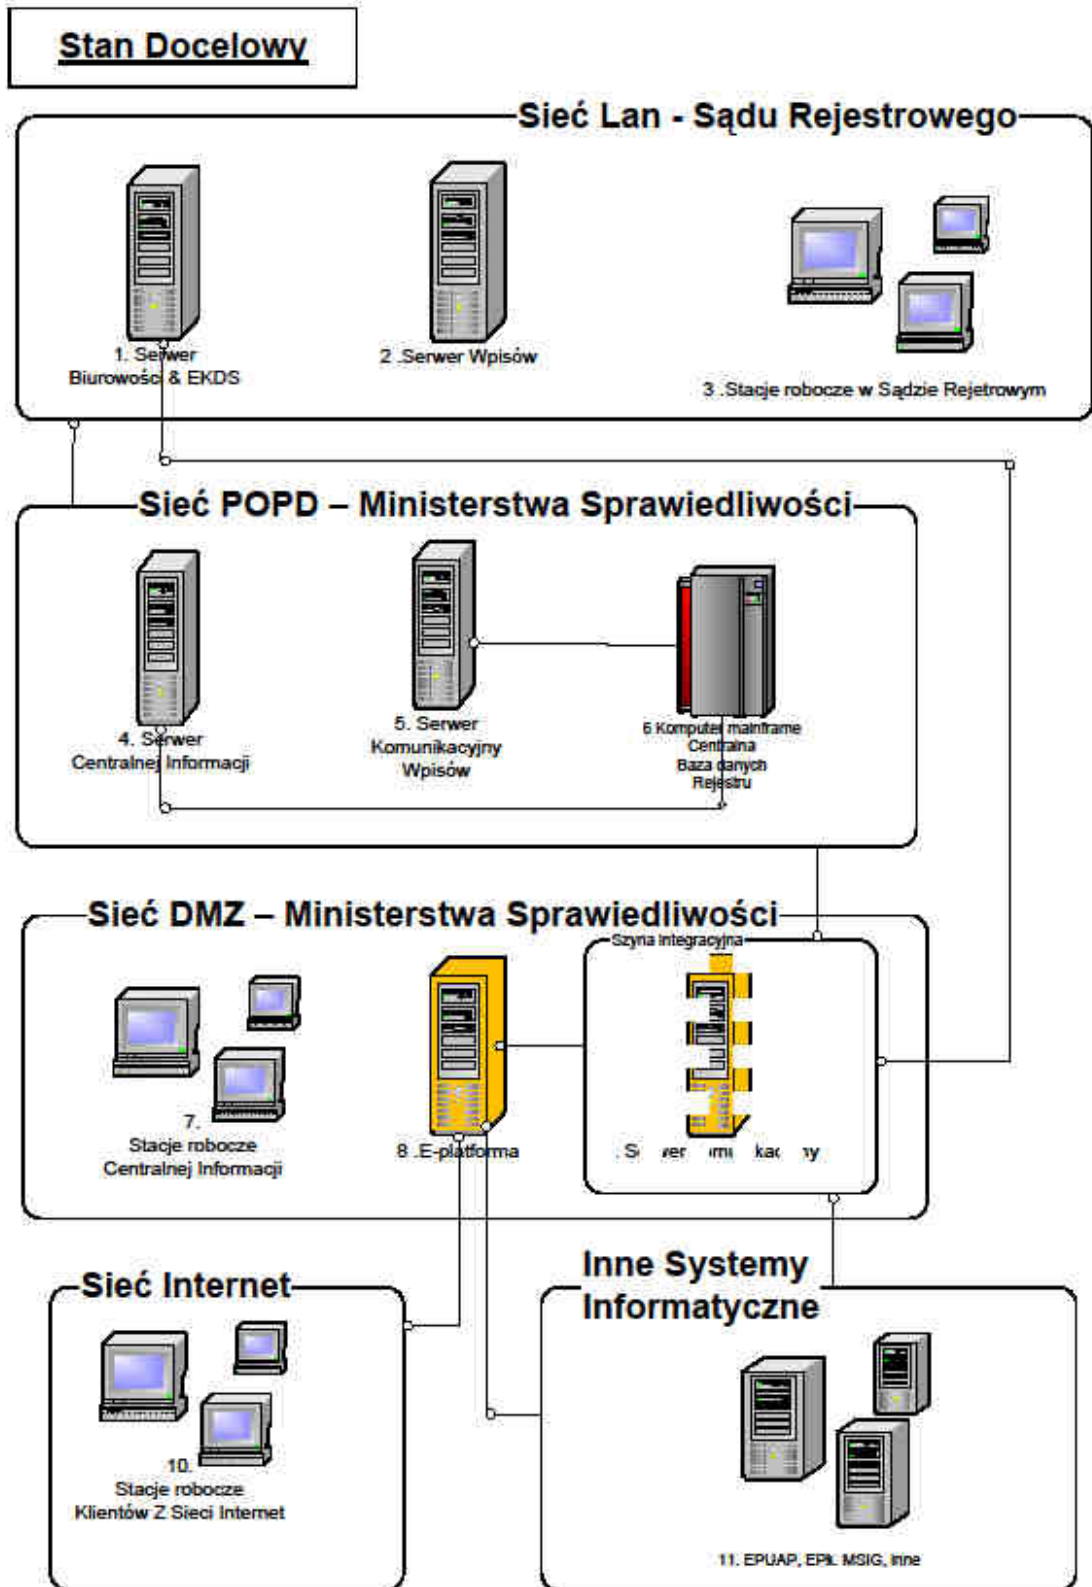 Stan Docelowy
Sieć Lan - Sądu Rejestrowego
1. Serwer
Biurowości & EKDS
2 .Serwer Wpisów
3 .Stacje robocze w Sądzie Rejetrowym
Sieć POPD – Ministerstwa Sprawiedliwości
4. Serwer
Centralnej Informacji
5. Serwer
Komunikacyjny
Wpisów
6 Komputer mainframe
Centralna
Baza danych
Rejestru
Sieć DMZ – Ministerstwa Sprawiedliwości
Szyna Integracyjna
7.
Stacje robocze
Centralnej Informacji
8 .E-platforma
Sieć Internet
10.
Stacje robocze
Klientów Z Sieci Internet
Inne Systemy
Informatyczne
11. EPUAP, EPK. MSIG, Inne